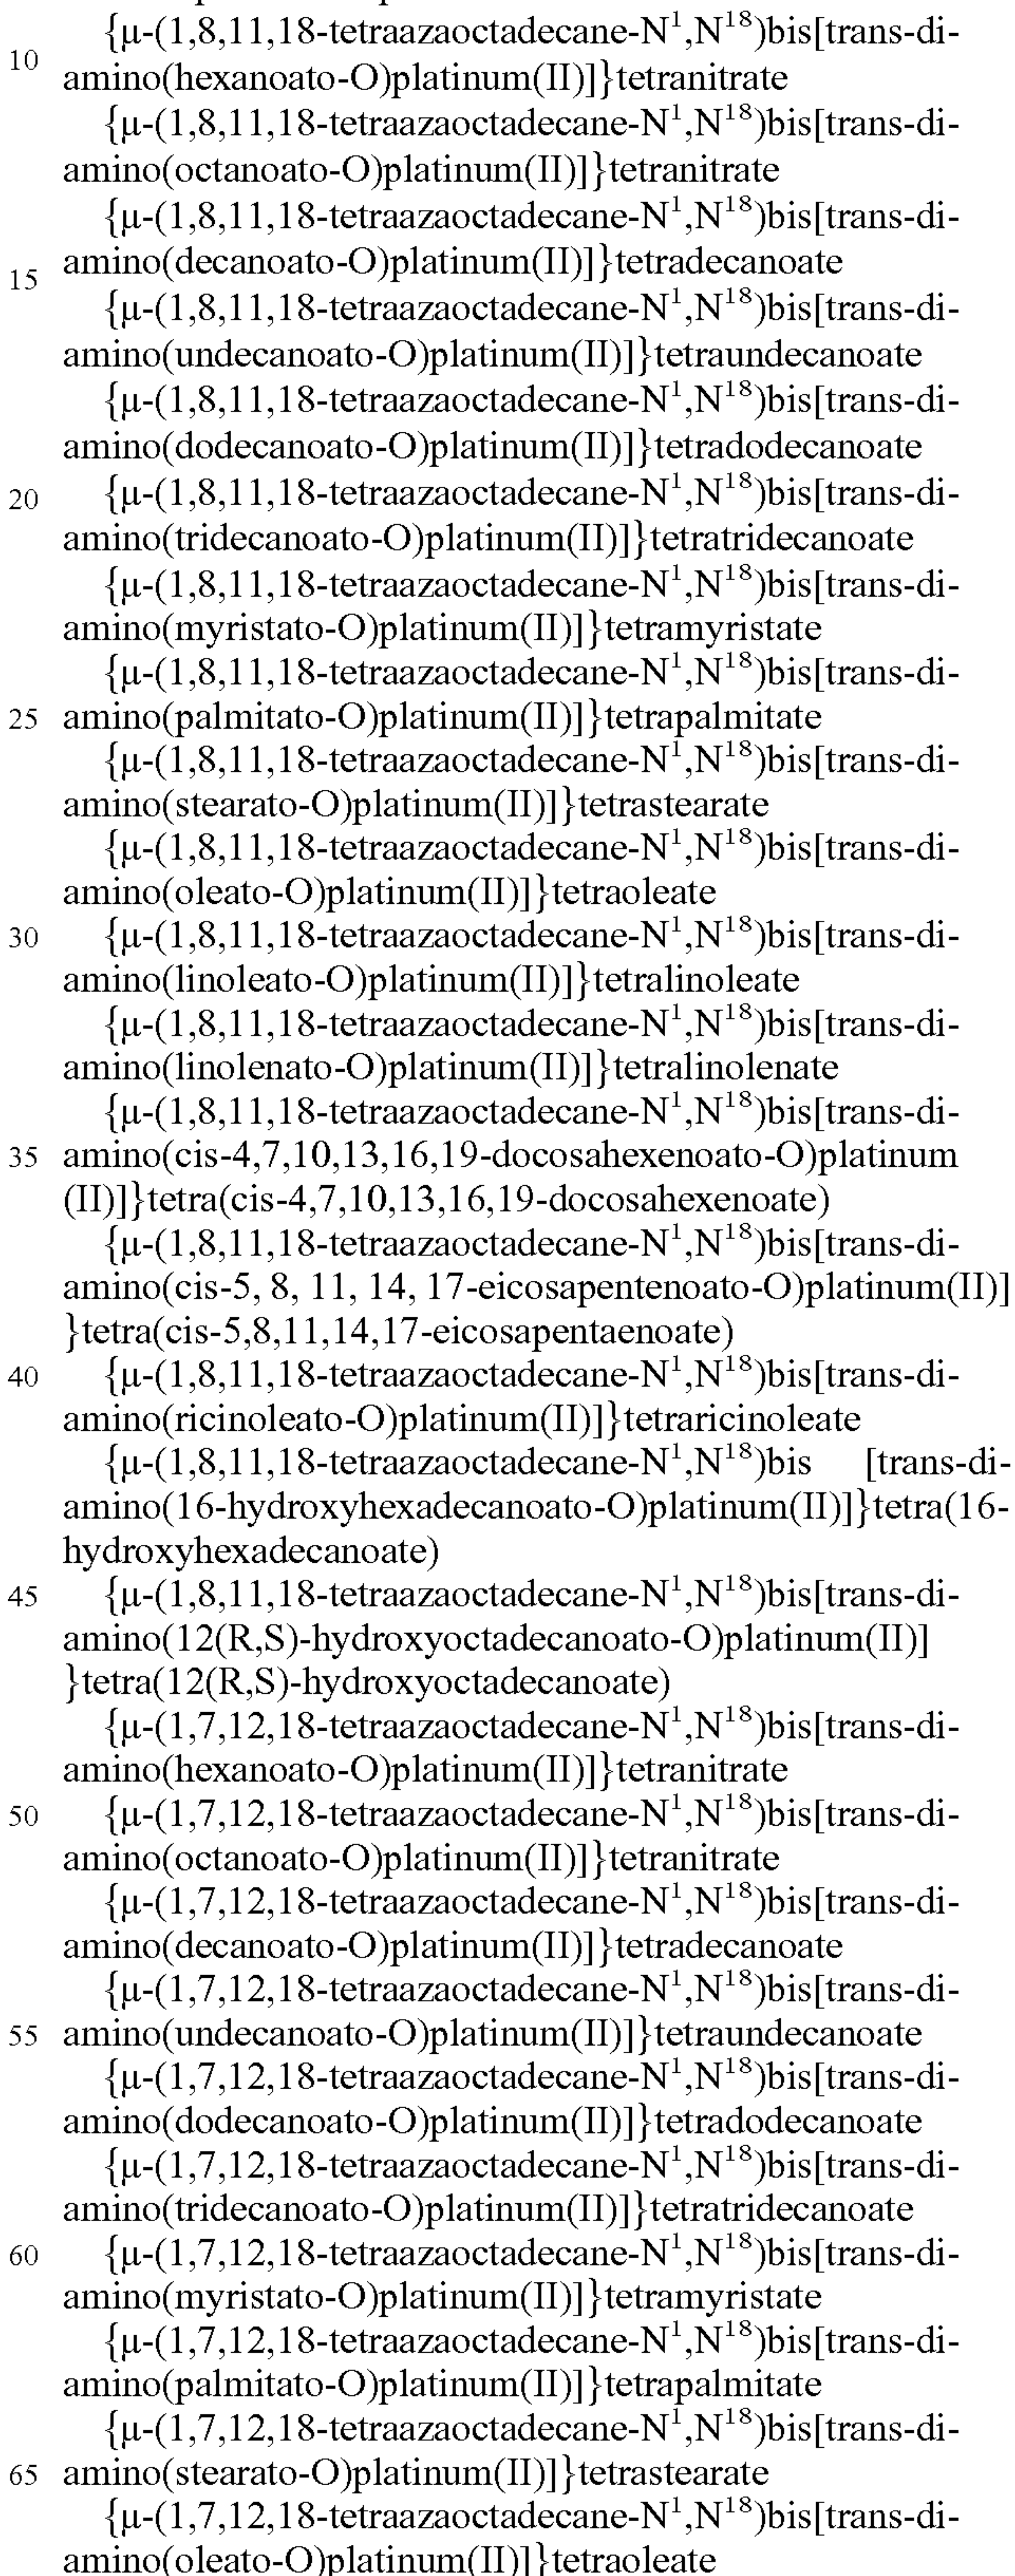 {μ-(1,8,11,18-tetraazaoctadecane-N¹,N¹⁸)bis[trans-di-
10 amino(hexanoato-O)platinum(II)]}tetranitrate
{μ-(1,8,11,18-tetraazaoctadecane-N¹,N¹⁸)bis[trans-di-
amino(octanoato-O)platinum(II)]}tetranitrate
{μ-(1,8,11,18-tetraazaoctadecane-N¹,N¹⁸)bis[trans-di-
15 amino(decanoato-O)platinum(II)]}tetradecanoate
{μ-(1,8,11,18-tetraazaoctadecane-N¹,N¹⁸)bis[trans-di-
amino(undecanoato-O)platinum(II)]}tetraundecanoate
{μ-(1,8,11,18-tetraazaoctadecane-N¹,N¹⁸)bis[trans-di-
amino(dodecanoato-O)platinum(II)]}tetradodecanoate
20 {μ-(1,8,11,18-tetraazaoctadecane-N¹,N¹⁸)bis[trans-di-
amino(tridecanoato-O)platinum(II)]}tetratridecanoate
{μ-(1,8,11,18-tetraazaoctadecane-N¹,N¹⁸)bis[trans-di-
amino(myristato-O)platinum(II)]}tetramyristate
{μ-(1,8,11,18-tetraazaoctadecane-N¹,N¹⁸)bis[trans-di-
25 amino(palmitato-O)platinum(II)]}tetrapalmitate
{μ-(1,8,11,18-tetraazaoctadecane-N¹,N¹⁸)bis[trans-di-
amino(stearato-O)platinum(II)]}tetrastearate
{μ-(1,8,11,18-tetraazaoctadecane-N¹,N¹⁸)bis[trans-di-
amino(oleato-O)platinum(II)]}tetraoleate
30 {μ-(1,8,11,18-tetraazaoctadecane-N¹,N¹⁸)bis[trans-di-
amino(linoleato-O)platinum(II)]}tetralinoleate
{μ-(1,8,11,18-tetraazaoctadecane-N¹,N¹⁸)bis[trans-di-
amino(linolenato-O)platinum(II)]}tetralinolenate
{μ-(1,8,11,18-tetraazaoctadecane-N¹,N¹⁸)bis[trans-di-
35 amino(cis-4,7,10,13,16,19-docosahexenoato-O)platinum
(II)]}tetra(cis-4,7,10,13,16,19-docosahexenoate)
{μ-(1,8,11,18-tetraazaoctadecane-N¹,N¹⁸)bis[trans-di-
amino(cis-5, 8, 11, 14, 17-eicosapentenoato-O)platinum(II)]
}tetra(cis-5,8,11,14,17-eicosapentaenoate)
40 {μ-(1,8,11,18-tetraazaoctadecane-N¹,N¹⁸)bis[trans-di-
amino(ricinoleato-O)platinum(II)]}tetraricinoleate
{μ-(1,8,11,18-tetraazaoctadecane-N¹,N¹⁸)bis [trans-di-
amino(16-hydroxyhexadecanoato-O)platinum(II)]}tetra(16-
hydroxyhexadecanoate)
45 {μ-(1,8,11,18-tetraazaoctadecane-N¹,N¹⁸)bis[trans-di-
amino(12(R,S)-hydroxyoctadecanoato-O)platinum(II)]
}tetra(12(R,S)-hydroxyoctadecanoate)
{μ-(1,7,12,18-tetraazaoctadecane-N¹,N¹⁸)bis[trans-di-
amino(hexanoato-O)platinum(II)]}tetranitrate
50 {μ-(1,7,12,18-tetraazaoctadecane-N¹,N¹⁸)bis[trans-di-
amino(octanoato-O)platinum(II)]}tetranitrate
{μ-(1,7,12,18-tetraazaoctadecane-N¹,N¹⁸)bis[trans-di-
amino(decanoato-O)platinum(II)]}tetradecanoate
{μ-(1,7,12,18-tetraazaoctadecane-N¹,N¹⁸)bis[trans-di-
55 amino(undecanoato-O)platinum(II)]}tetraundecanoate
{μ-(1,7,12,18-tetraazaoctadecane-N¹,N¹⁸)bis[trans-di-
amino(dodecanoato-O)platinum(II)]}tetradodecanoate
{μ-(1,7,12,18-tetraazaoctadecane-N¹,N¹⁸)bis[trans-di-
amino(tridecanoato-O)platinum(II)]}tetratridecanoate
60 {μ-(1,7,12,18-tetraazaoctadecane-N¹,N¹⁸)bis[trans-di-
amino(myristato-O)platinum(II)]}tetramyristate
{μ-(1,7,12,18-tetraazaoctadecane-N¹,N¹⁸)bis[trans-di-
amino(palmitato-O)platinum(II)]}tetrapalmitate
{μ-(1,7,12,18-tetraazaoctadecane-N¹,N¹⁸)bis[trans-di-
65 amino(stearato-O)platinum(II)]}tetrastearate
{μ-(1,7,12,18-tetraazaoctadecane-N¹,N¹⁸)bis[trans-di-
amino(oleato-O)platinum(II)]}tetraoleate